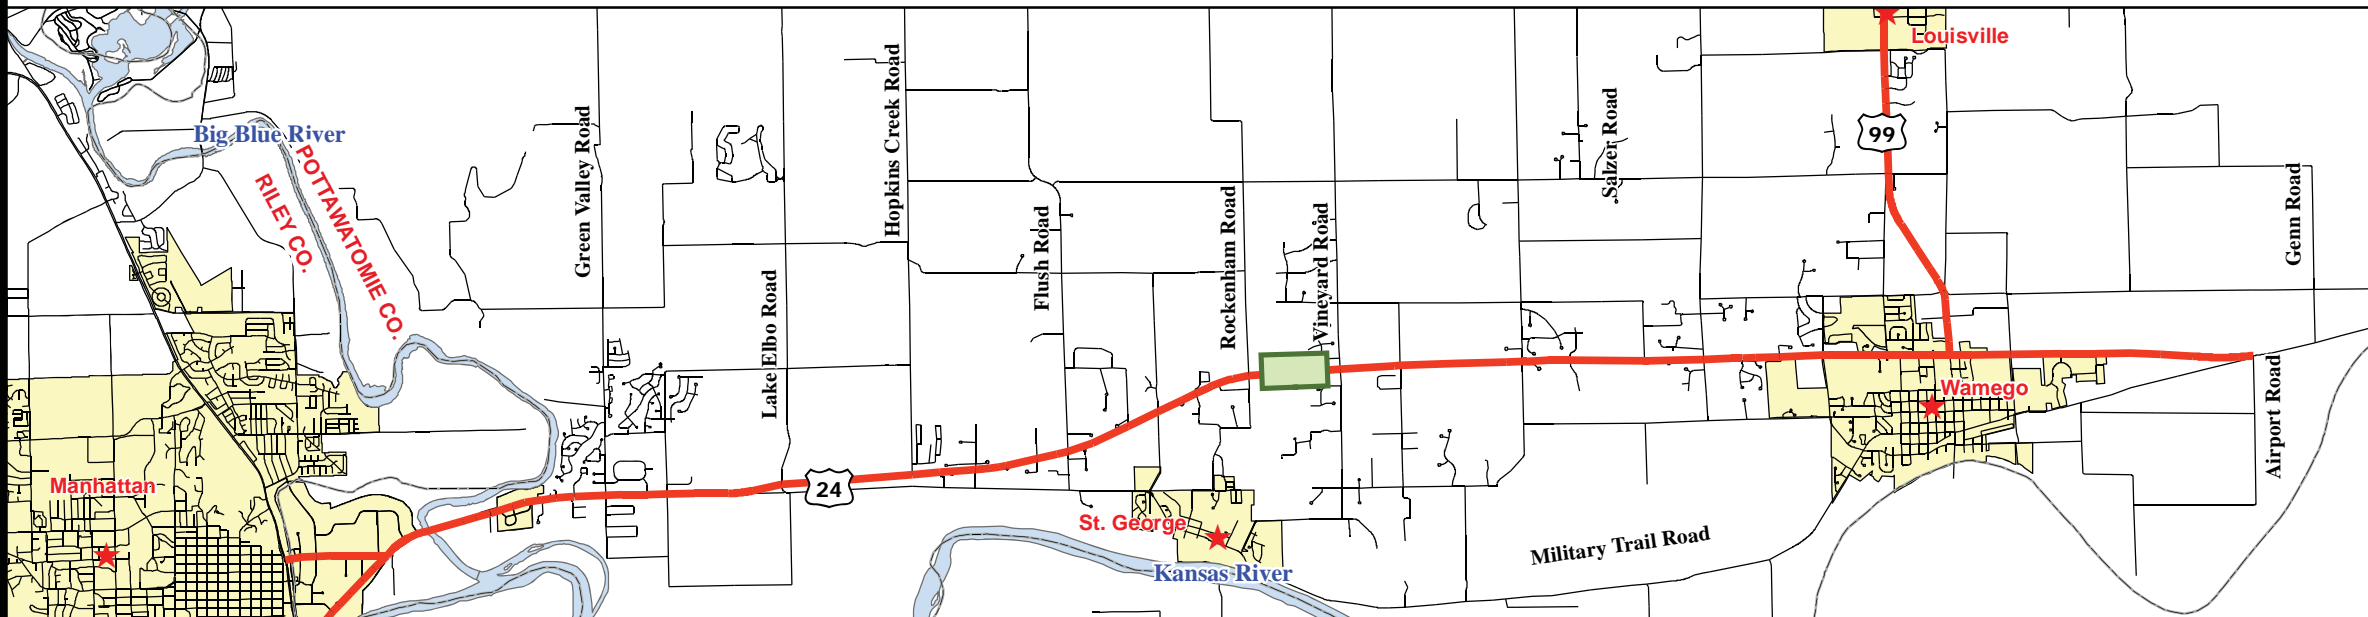 Louisville
99
Big Blue River
POTTAWATOMIE CO.
RILEY CO.
Green Valley Road
Hopkins Creek Road
Salzer Road
Genn Road
Flush Road
Rockenham Road
Vineyard Road
Lake Elbo Road
Wamego
Airport Road
Manhattan
24
St. George
Military Trail Road
Kansas River